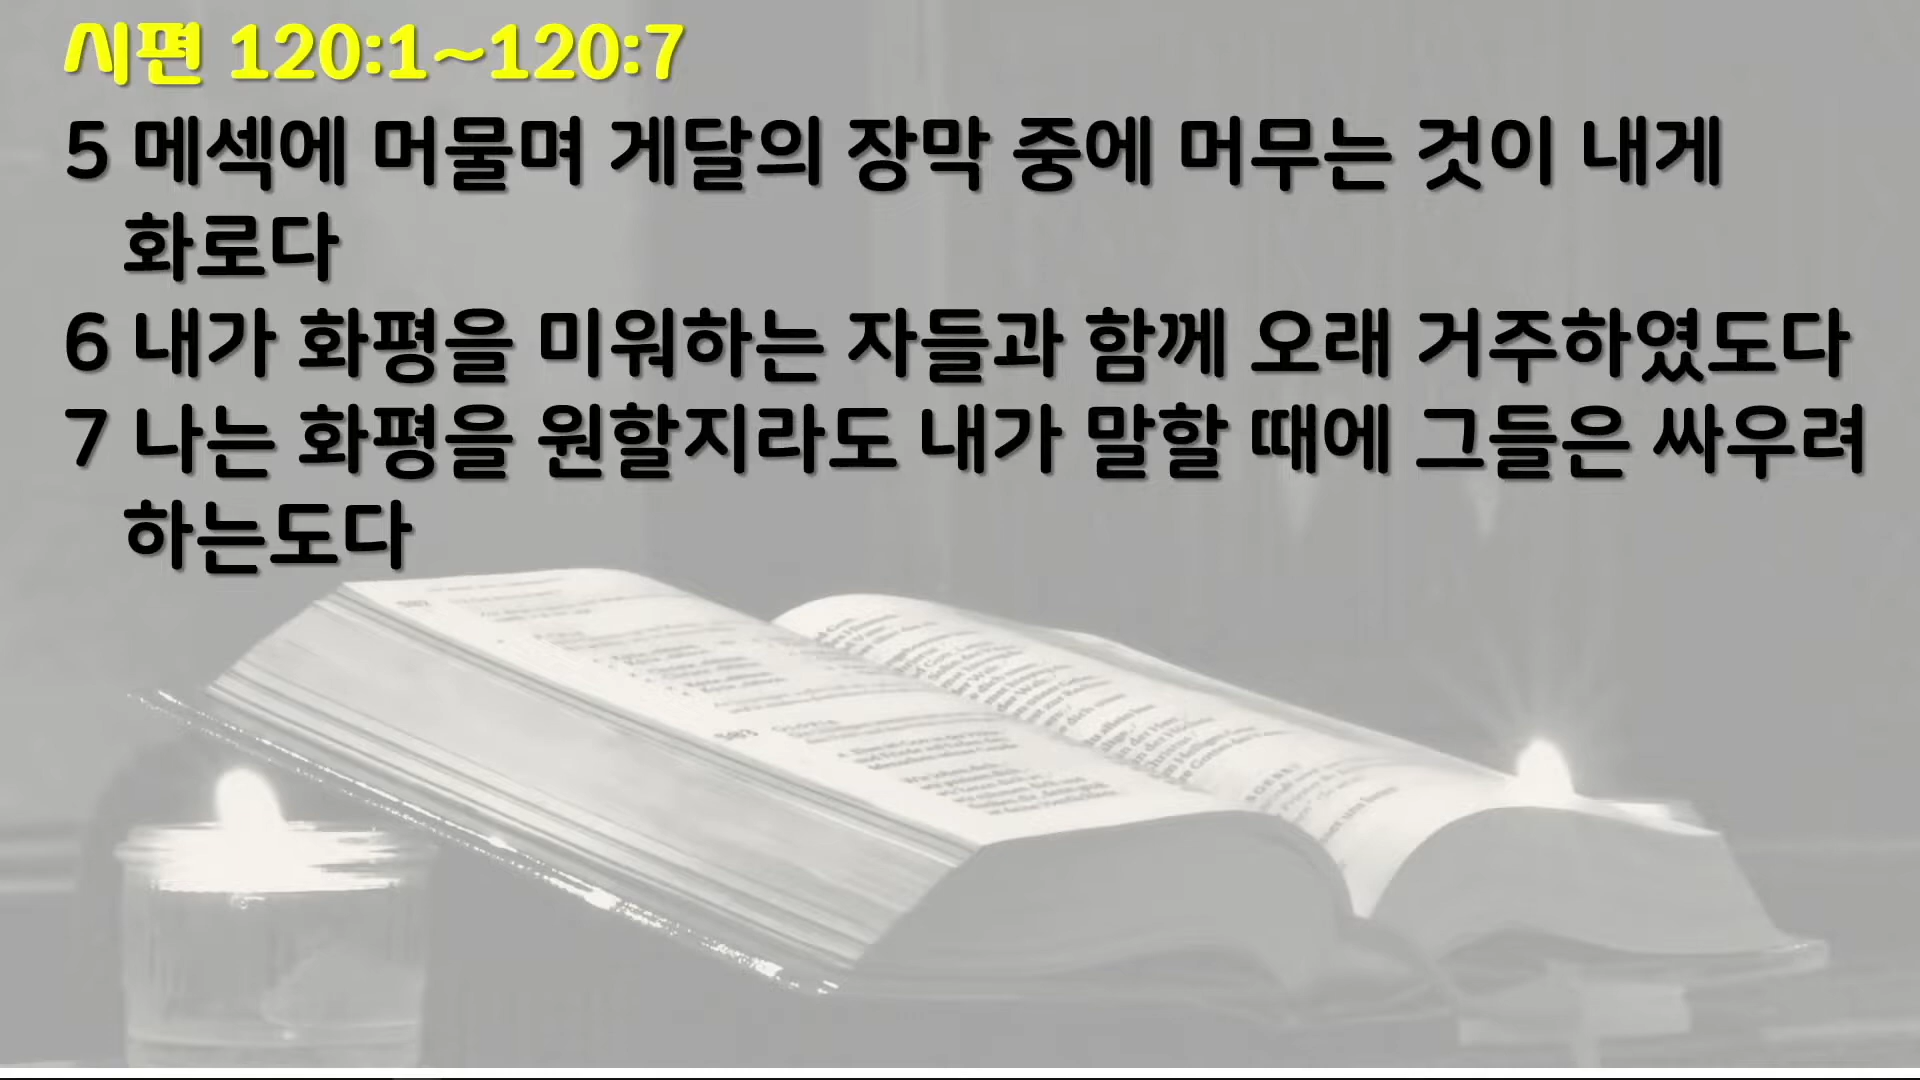 시편 120:1~120:7
5 메섹에 머물며 게달의 장막 중에 머무는 것이 내게
화로다
6 내가 화평을 미워하는 자들과 함께 오래 거주하였도다
7 나는 화평을 원할지라도 내가 말할 때에 그들은 싸우려
하는도다